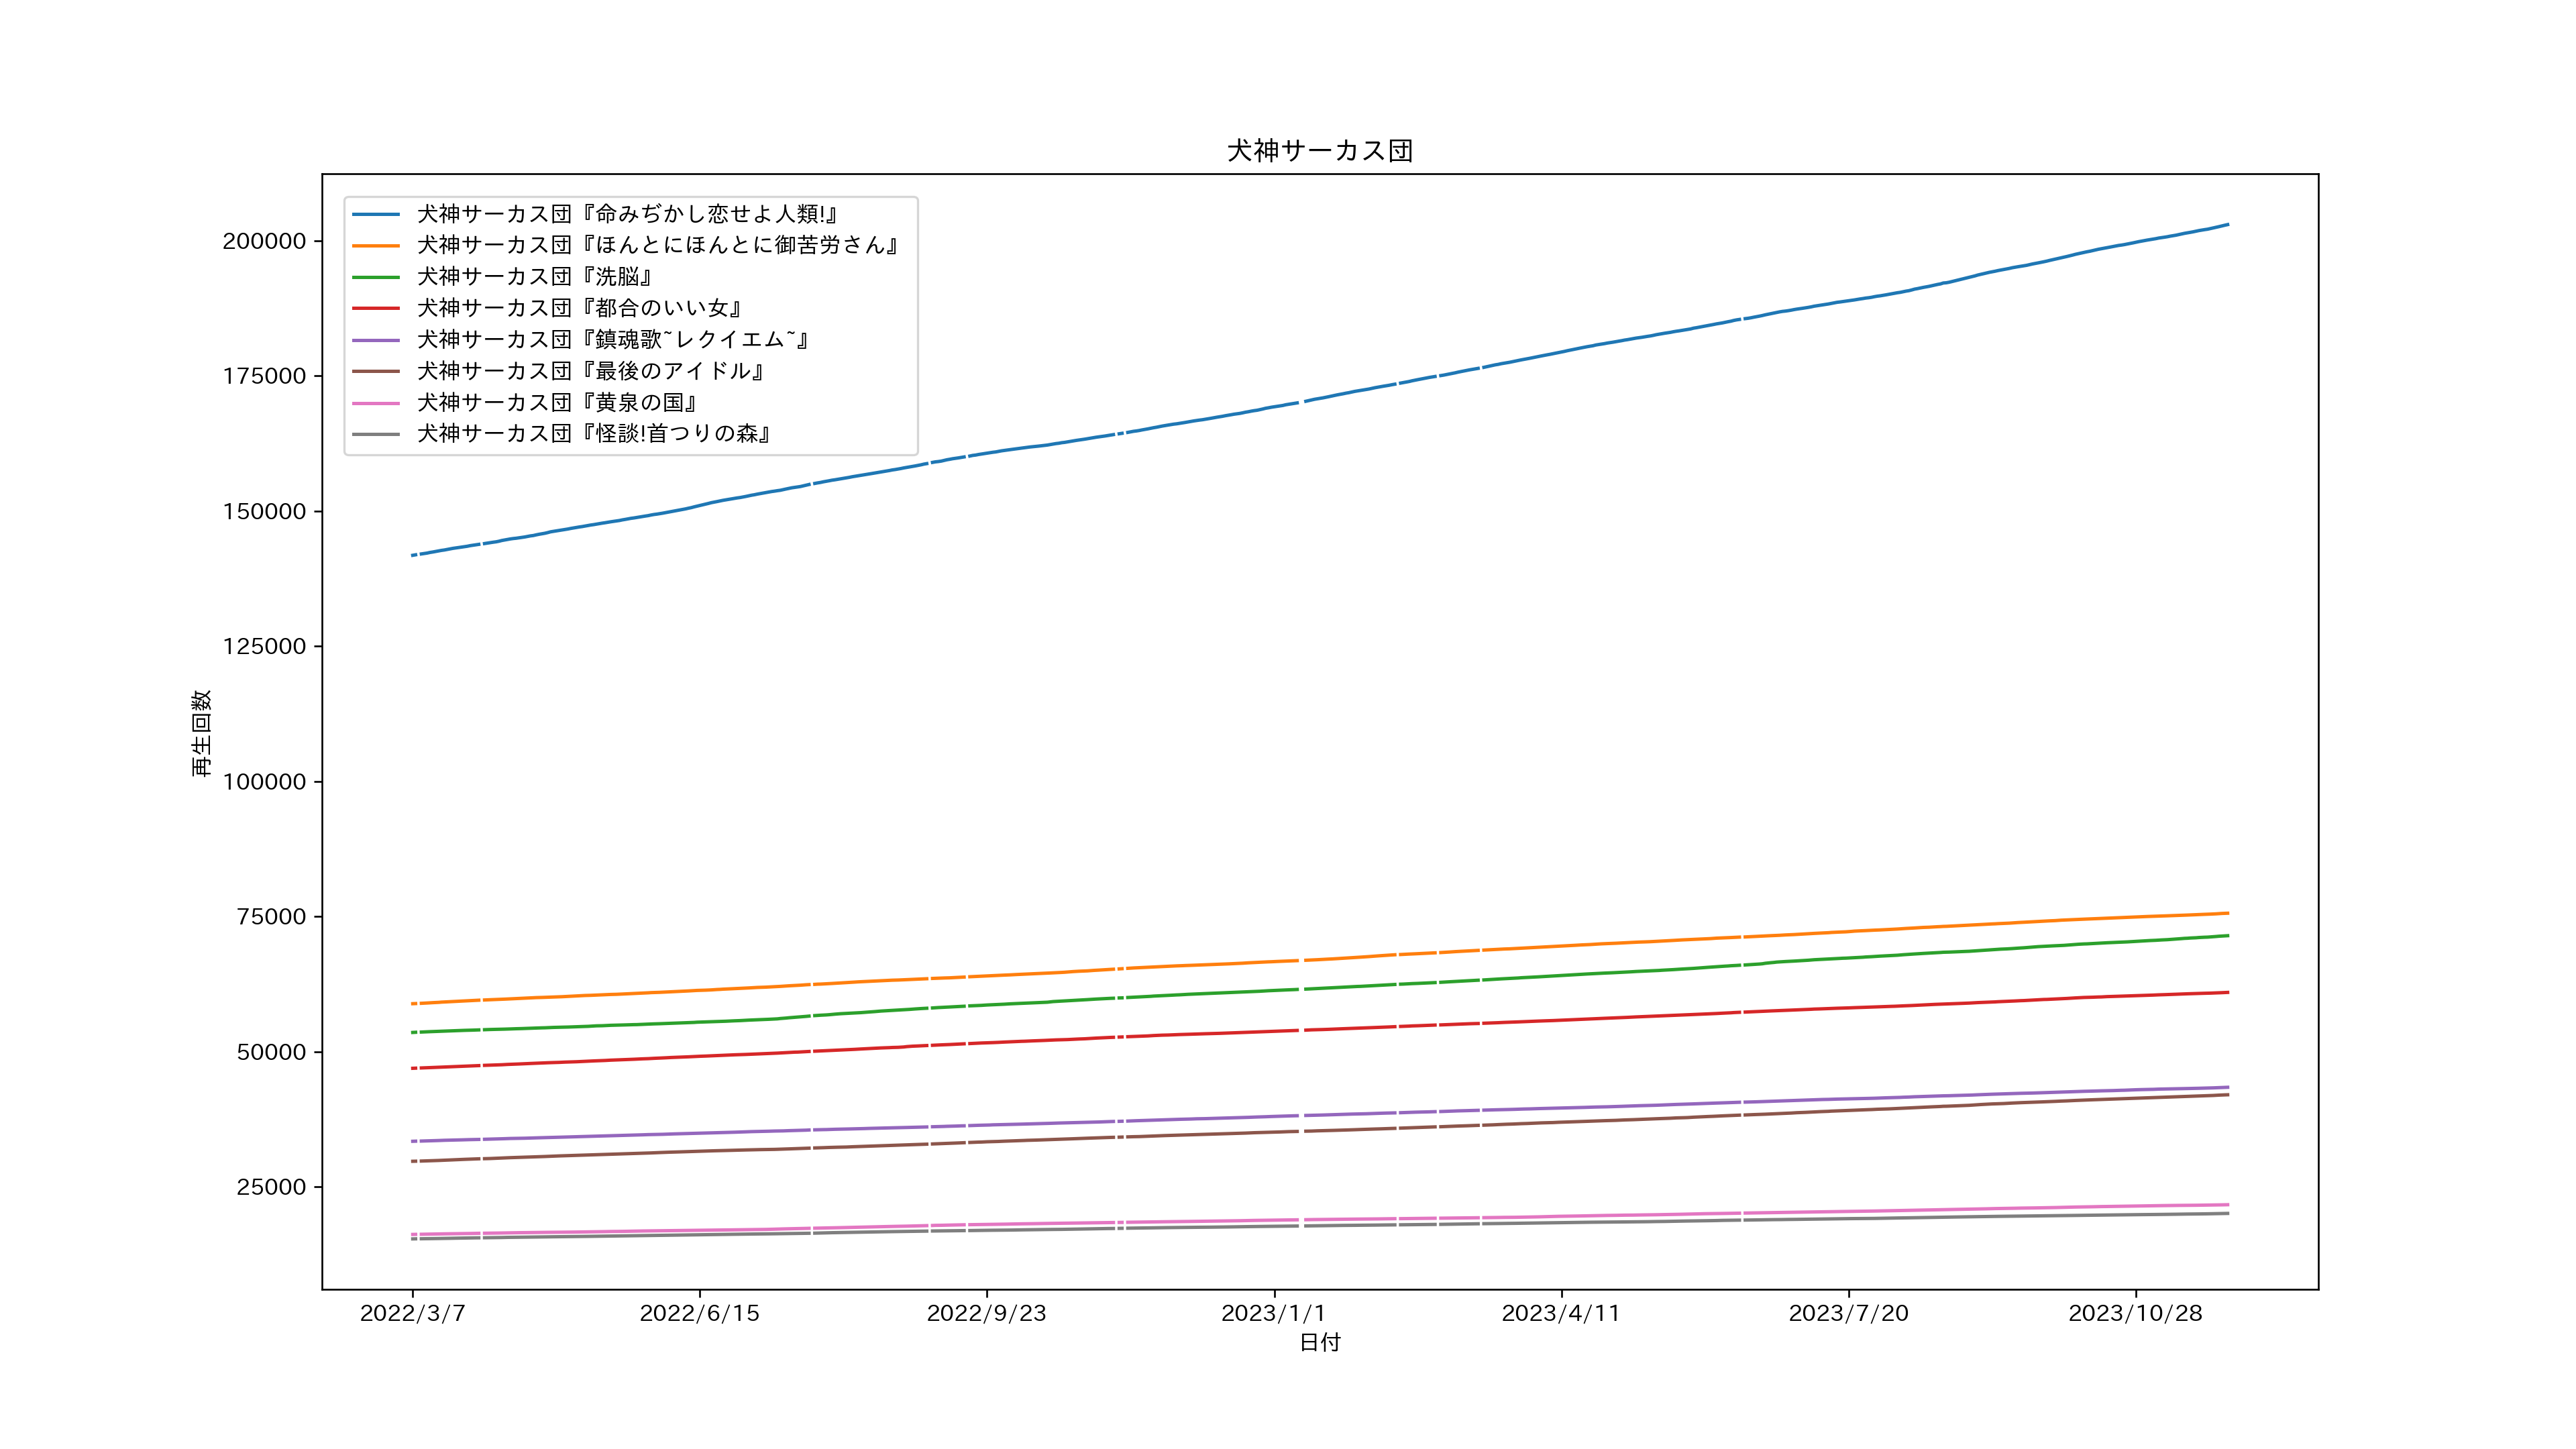 犬神サーカス団
犬神サーカス団『命みぢかし恋せよ人類!』
犬神サーカス団『ほんとにほんとに御苦労さん』
犬神サーカス団『洗脳』
犬神サーカス団『都合のいい女』
犬神サーカス団『鎮魂歌~レクイエム~』
犬神サーカス団『最後のアイドル』
犬神サーカス団『黄泉の国』
犬神サーカス団『怪談!首つりの森』
再生回数
200000
175000
150000
125000
100000
75000
50000
25000
2022/3/7
2022/6/15
2022/9/23
2023/1/1
2023/4/11
2023/7/20
2023/10/28
日付